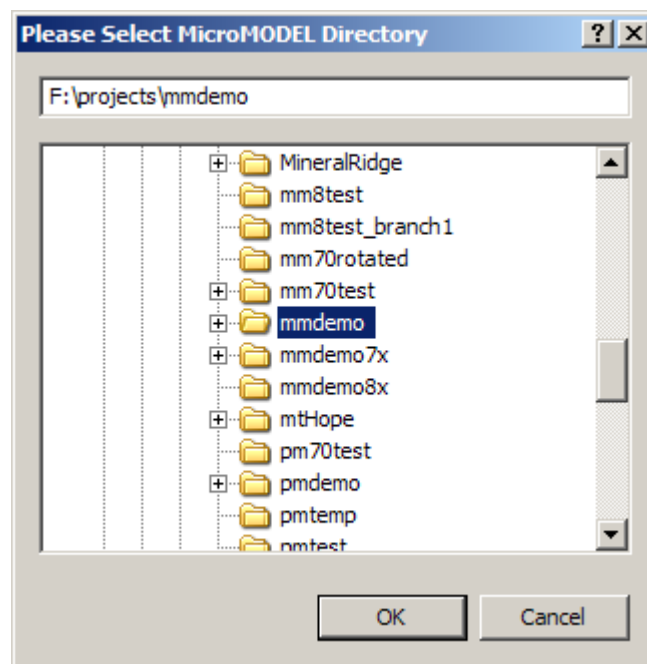 Please Select MicroMODEL Directory
F:\projects\mmdemo
MineralRidge
mm8test
mm8test_branch1
mm70rotated
mm70test
mmdemo
mmdemo7x
mmdemo8x
mtHope
pm70test
pmdemo
pmtemp
pmtest
OK Cancel